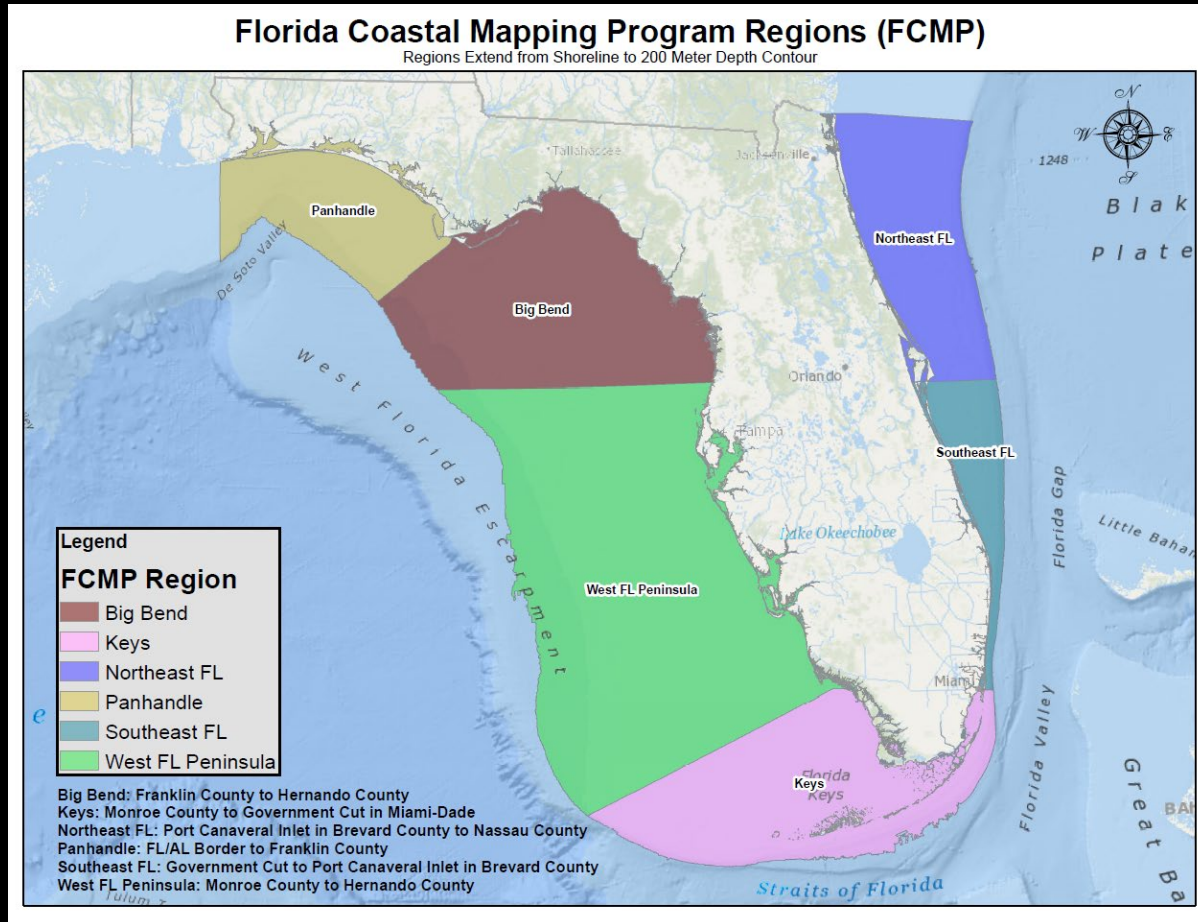 Florida Coastal Mapping Program Regions (FCMP)
Regions Extend from Shoreline to 200 Meter Depth Contour
N
W
E
S
Tallahassee
Jacksonville
1248
Blak
Plate
Panhandle
Northeast FL
De Soto Valley
Big Bend
Orlando
West Florida Escarpment
Tampa
Southeast FL
Florida Gap
Little Baham
Lake Okeechobee
West FL Peninsula
Miami
e
Florida Valley
Great Ba
BAH
Florida
Keys
Keys
Straits of Florida
Legend
FCMP Region
Big Bend
Keys
Northeast FL
Panhandle
Southeast FL
West FL Peninsula
Big Bend: Franklin County to Hernando County
Keys: Monroe County to Government Cut in Miami-Dade
Northeast FL: Port Canaveral Inlet in Brevard County to Nassau County
Panhandle: FL/AL Border to Franklin County
Southeast FL: Government Cut to Port Canaveral Inlet in Brevard County
West FL Peninsula: Monroe County to Hernando County